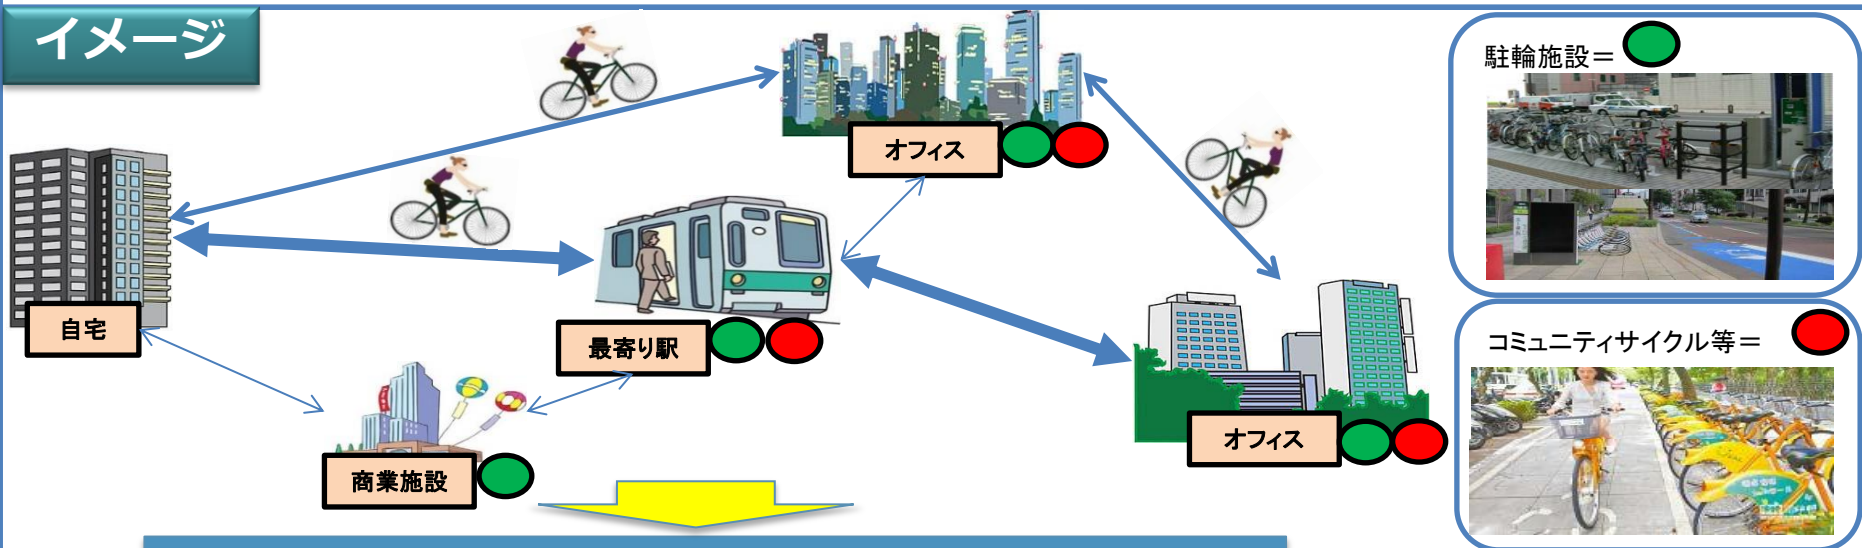 イメージ
駐輪施設＝
オフィス
自宅
最寄り駅
コミュニティサイクル等＝
オフィス
商業施設